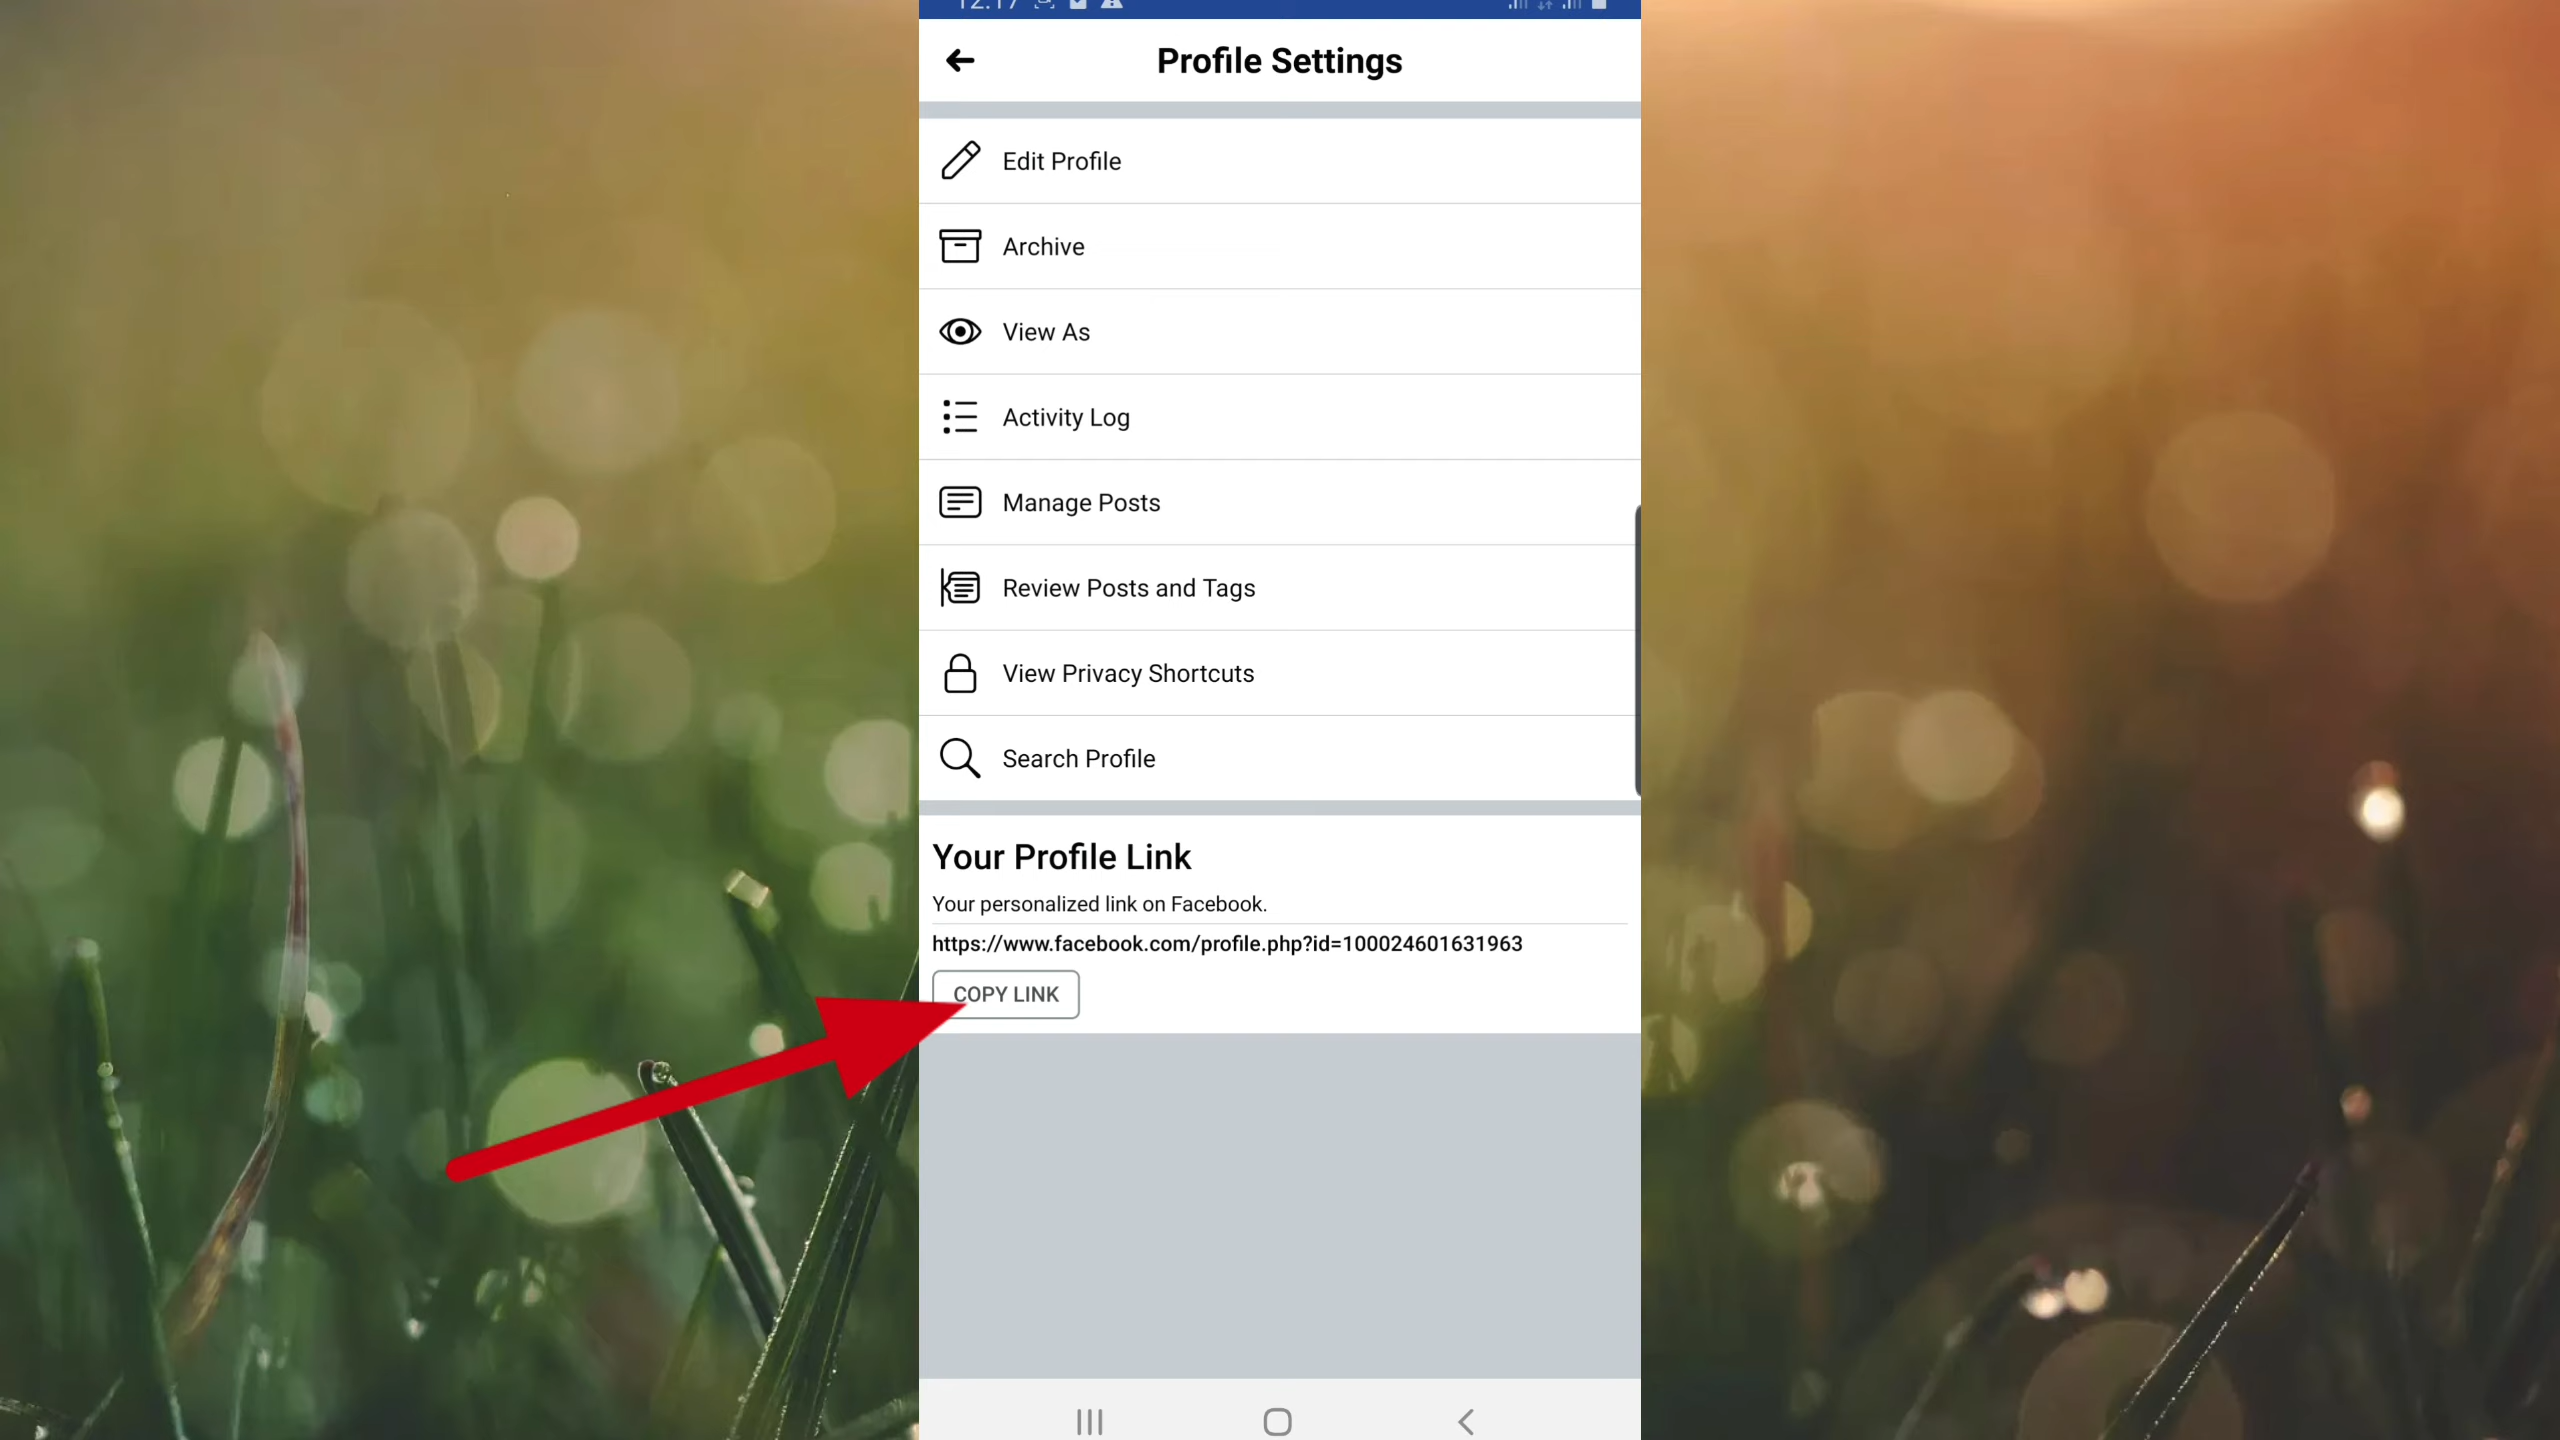 12:17
Profile Settings
Edit Profile
Archive
View As
Activity Log
Manage Posts
Review Posts and Tags
View Privacy Shortcuts
Search Profile
Your Profile Link
Your personalized link on Facebook.
https://www.facebook.com/profile.php?id=100024601631963
COPY LINK